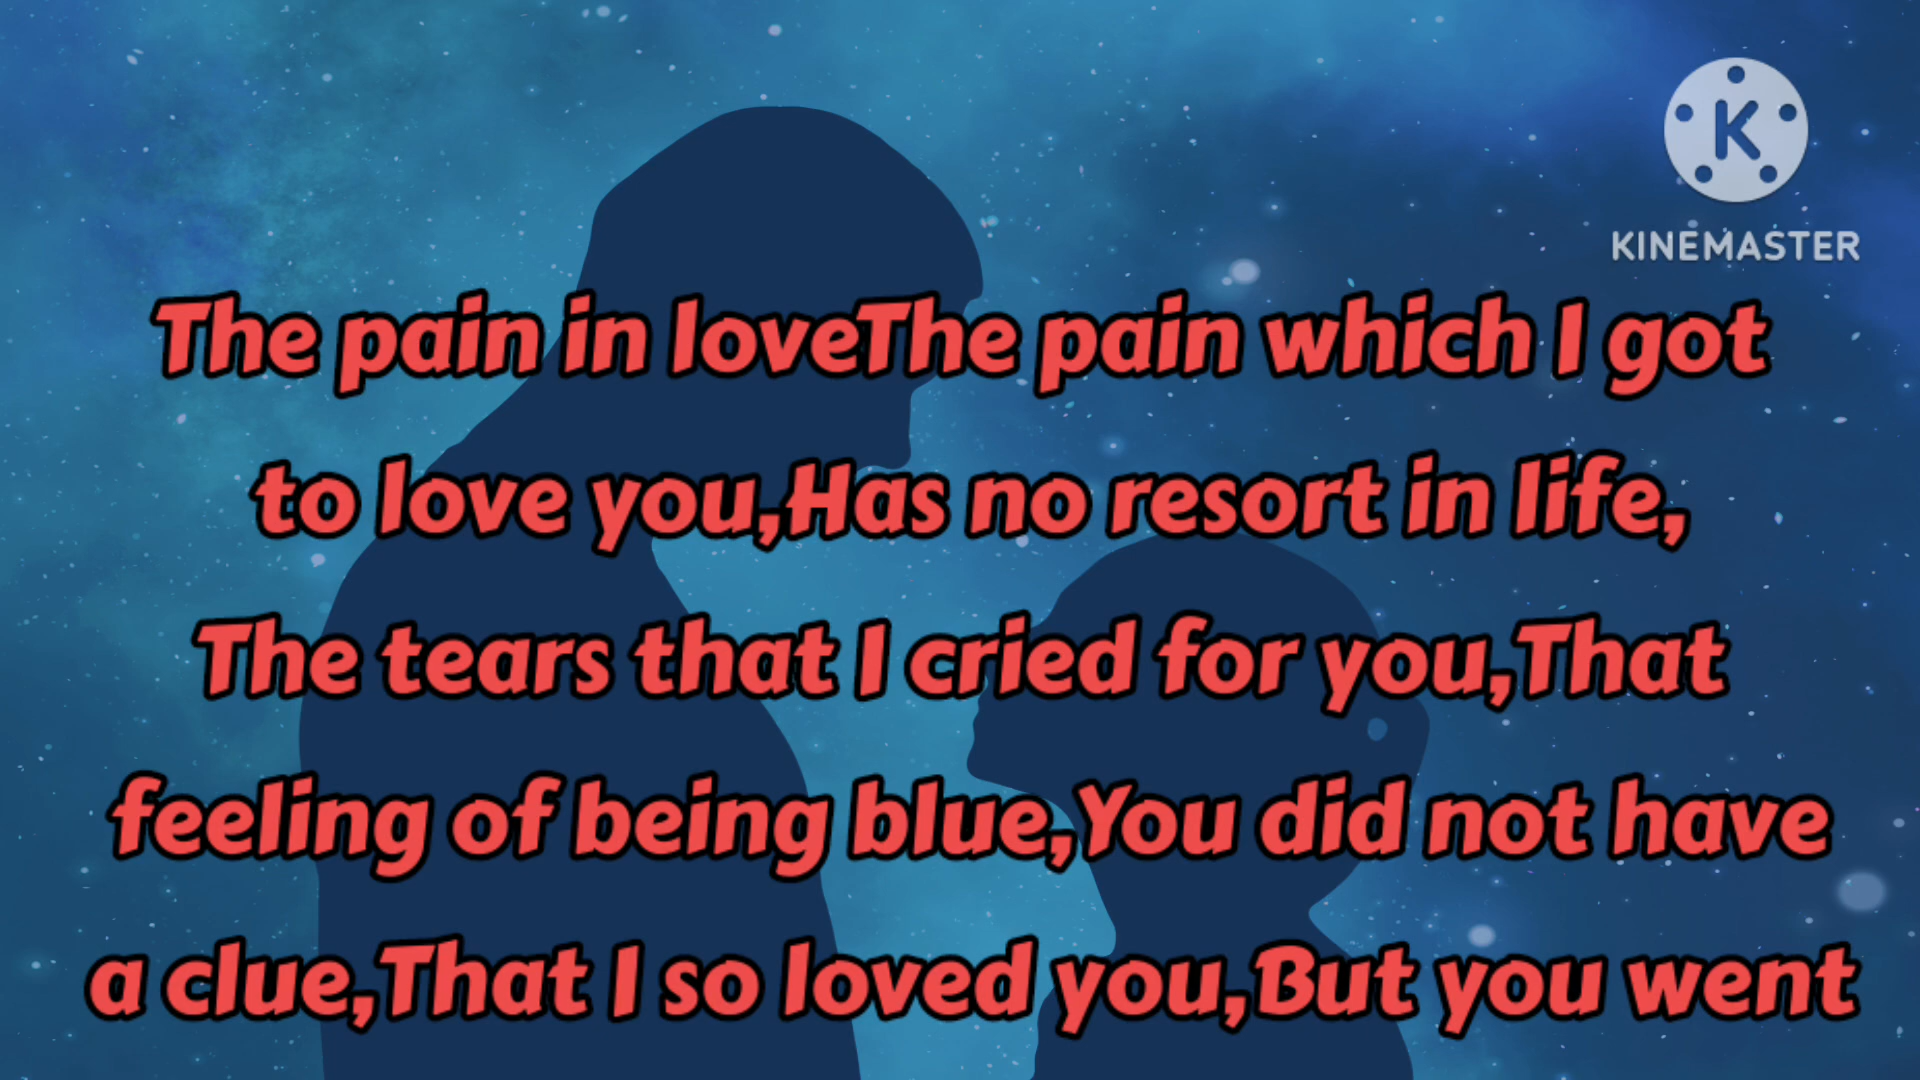 KINEMASTER
The pain in loveThe pain which I got
to love you,Has no resort in life,
The tears that I cried for you,That
feeling of being blue,You did not have
a clue,That I so loved you,But you went